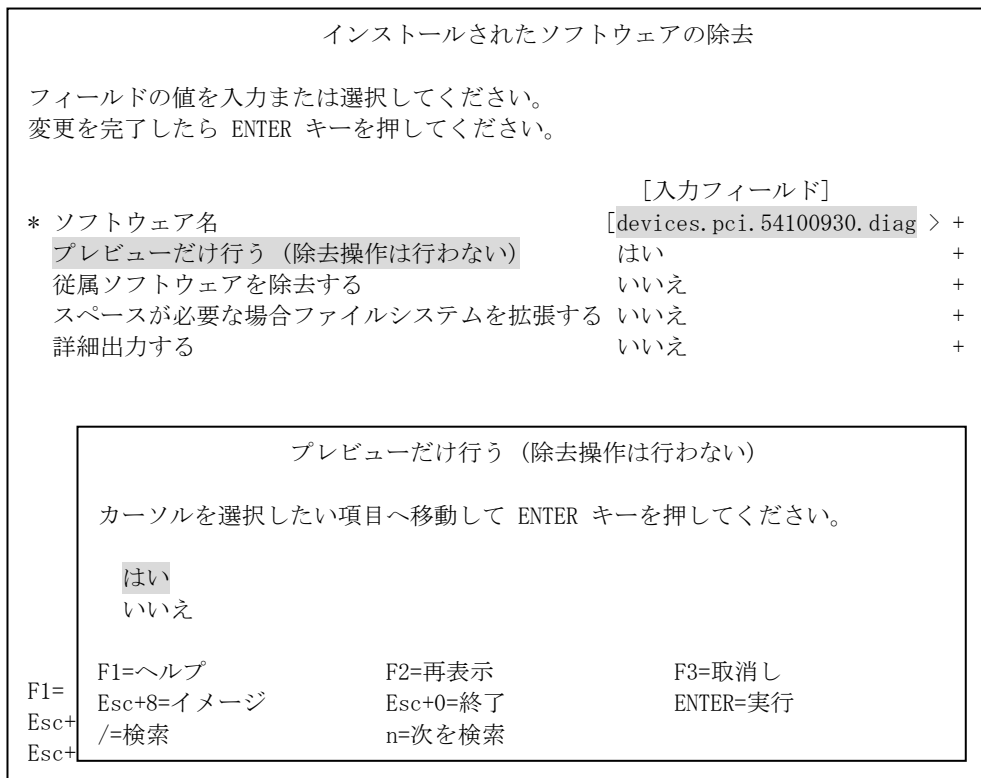 インストールされたソフトウェアの除去
フィールドの値を入力または選択してください。
変更を完了したら ENTER キーを押してください。
[入力フィールド]
* ソフトウェア名 [devices.pci.54100930.diag > +
プレビューだけ行う (除去操作は行わない) はい +
従属ソフトウェアを除去する いいえ +
スペースが必要な場合ファイルシステムを拡張する いいえ +
詳細出力する いいえ +
プレビューだけ行う (除去操作は行わない)
カーソルを選択したい項目へ移動して ENTER キーを押してください。
はい
いいえ
F1=ヘルプ F2=再表示 F3=取消し
F1=
Esc+8=イメージ Esc+0=終了 ENTER=実行
Esc+
/=検索 n=次を検索
Esc+